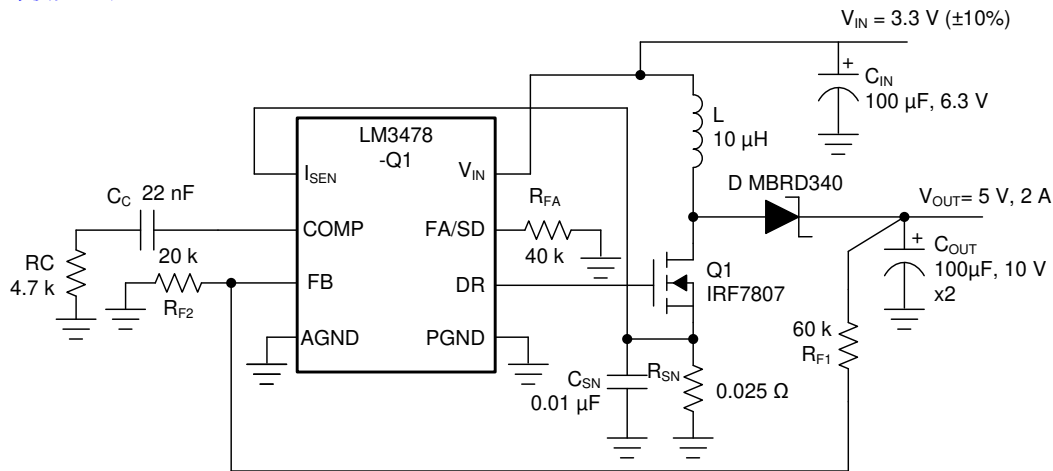 V_IN = 3.3 V (±10%)
C_IN
100 µF, 6.3 V
L
10 µH
LM3478
-Q1
I_SEN
V_IN
COMP
FA/SD
FB
DR
AGND
PGND
C_C
22 nF
RC
4.7 k
20 k
R_F2
R_FA
40 k
D MBRD340
V_OUT= 5 V, 2 A
C_OUT
100µF, 10 V
x2
Q1
IRF7807
60 k
R_F1
C_SN
0.01 µF
R_SN
0.025 Ω
+
+